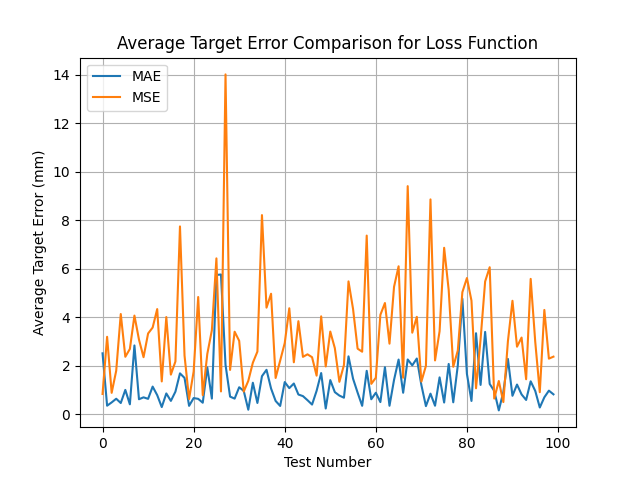 Average Target Error Comparison for Loss Function
MAE
MSE
14
12
10
8
6
4
2
0
Average Target Error (mm)
0 20 40 60 80 100
Test Number